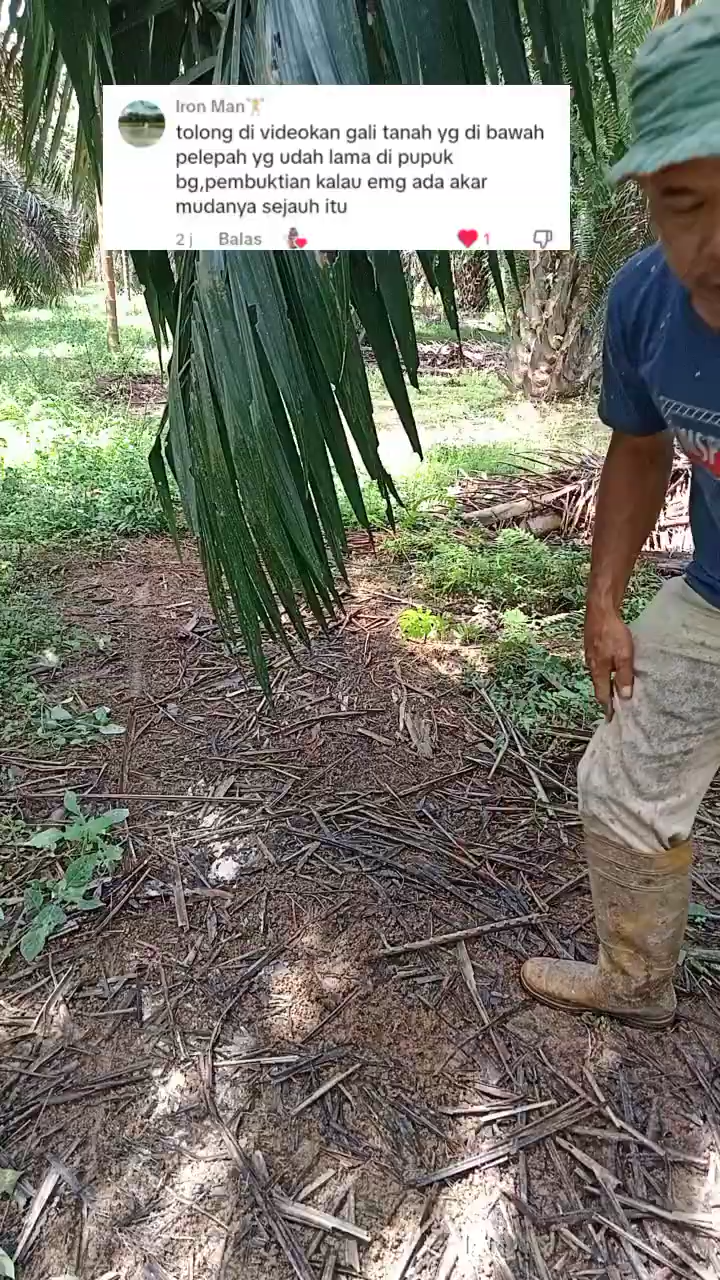 Iron Man🏋
tolong di videokan gali tanah yg di bawah
pelepah yg udah lama di pupuk
bg,pembuktian kalau emg ada akar
mudanya sejauh itu
2 j Balas 1